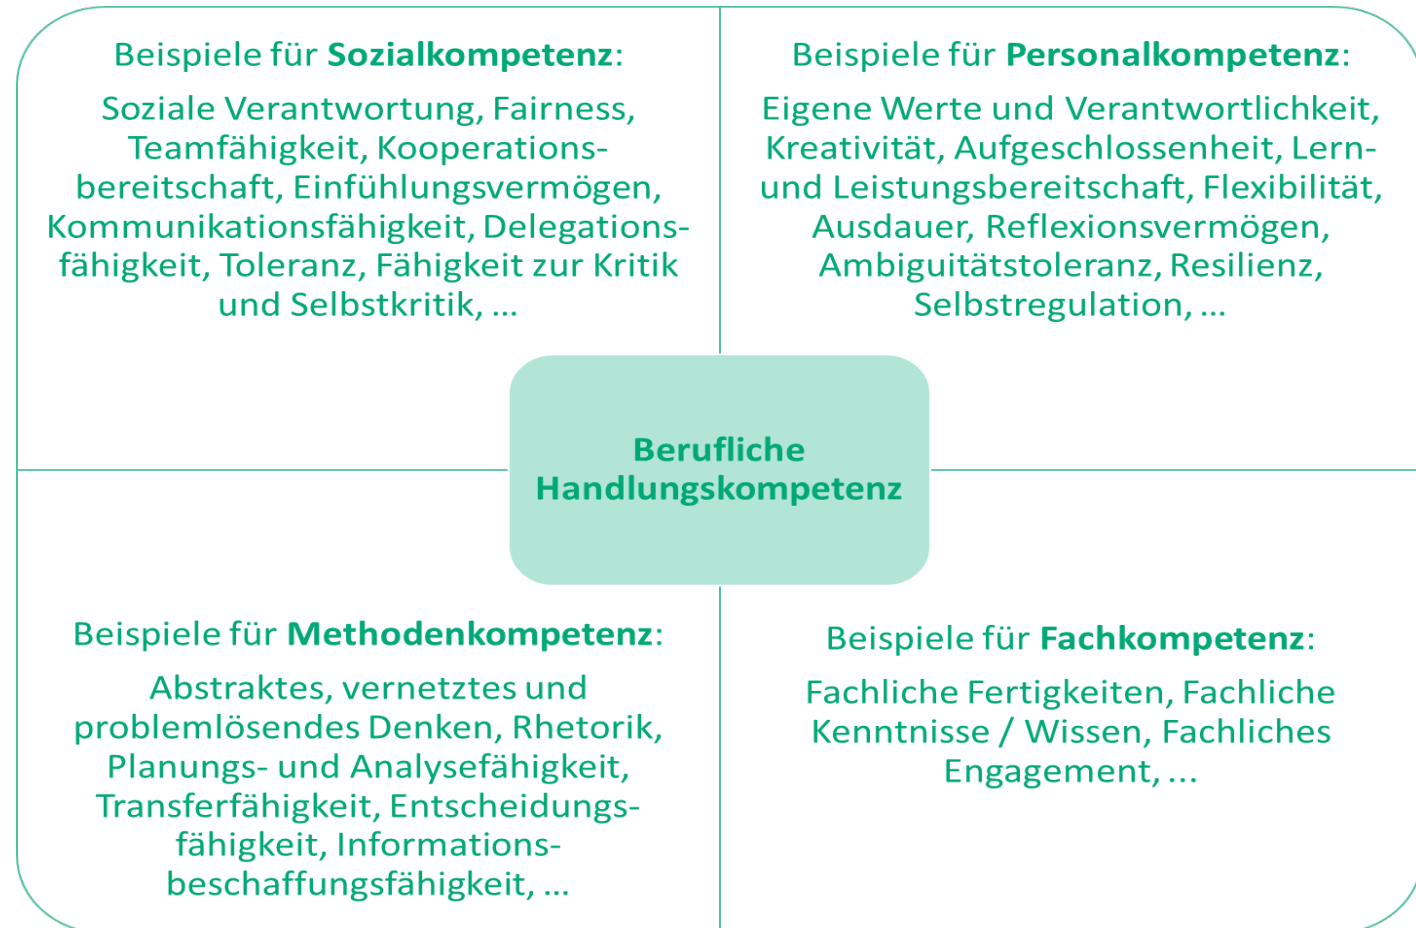 Beispiele für Sozialkompetenz:
Soziale Verantwortung, Fairness,
Teamfähigkeit, Kooperations-
bereitschaft, Einfühlungsvermögen,
Kommunikationsfähigkeit, Delegations-
fähigkeit, Toleranz, Fähigkeit zur Kritik
und Selbstkritik, ...
Beispiele für Personalkompetenz:
Eigene Werte und Verantwortlichkeit,
Kreativität, Aufgeschlossenheit, Lern-
und Leistungsbereitschaft, Flexibilität,
Ausdauer, Reflexionsvermögen,
Ambiguitätstoleranz, Resilienz,
Selbstregulation, ...
Berufliche
Handlungskompetenz
Beispiele für Methodenkompetenz:
Abstraktes, vernetztes und
problemlösendes Denken, Rhetorik,
Planungs- und Analysefähigkeit,
Transferfähigkeit, Entscheidungs-
fähigkeit, Informations-
beschaffungsfähigkeit, ...
Beispiele für Fachkompetenz:
Fachliche Fertigkeiten, Fachliche
Kenntnisse / Wissen, Fachliches
Engagement, ...